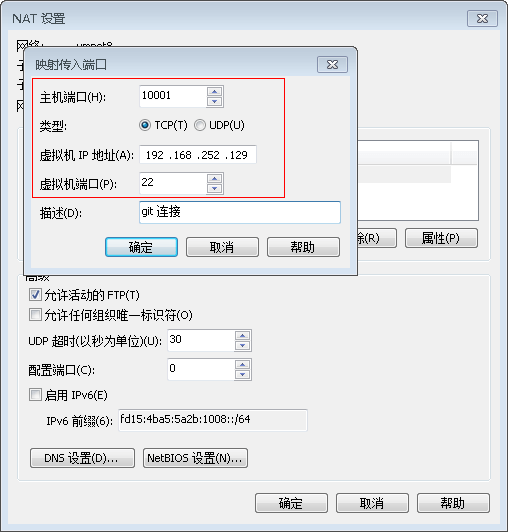 NAT 设置
网络: vmnet8
映射传入端口
主机端口(H): 10001
类型: TCP(T) UDP(U)
虚拟机 IP 地址(A): 192 .168 .252 .129
虚拟机端口(P): 22
描述(D): git 连接
确定 取消 帮助
除(R) 属性(P)
高级
允许活动的 FTP(T)
允许任何组织唯一标识符(O)
UDP 超时(以秒为单位)(U): 30
配置端口(C): 0
启用 IPv6(E)
IPv6 前缀(6): fd15:4ba5:5a2b:1008::/64
DNS 设置(D)... NetBIOS 设置(N)...
确定 取消 帮助